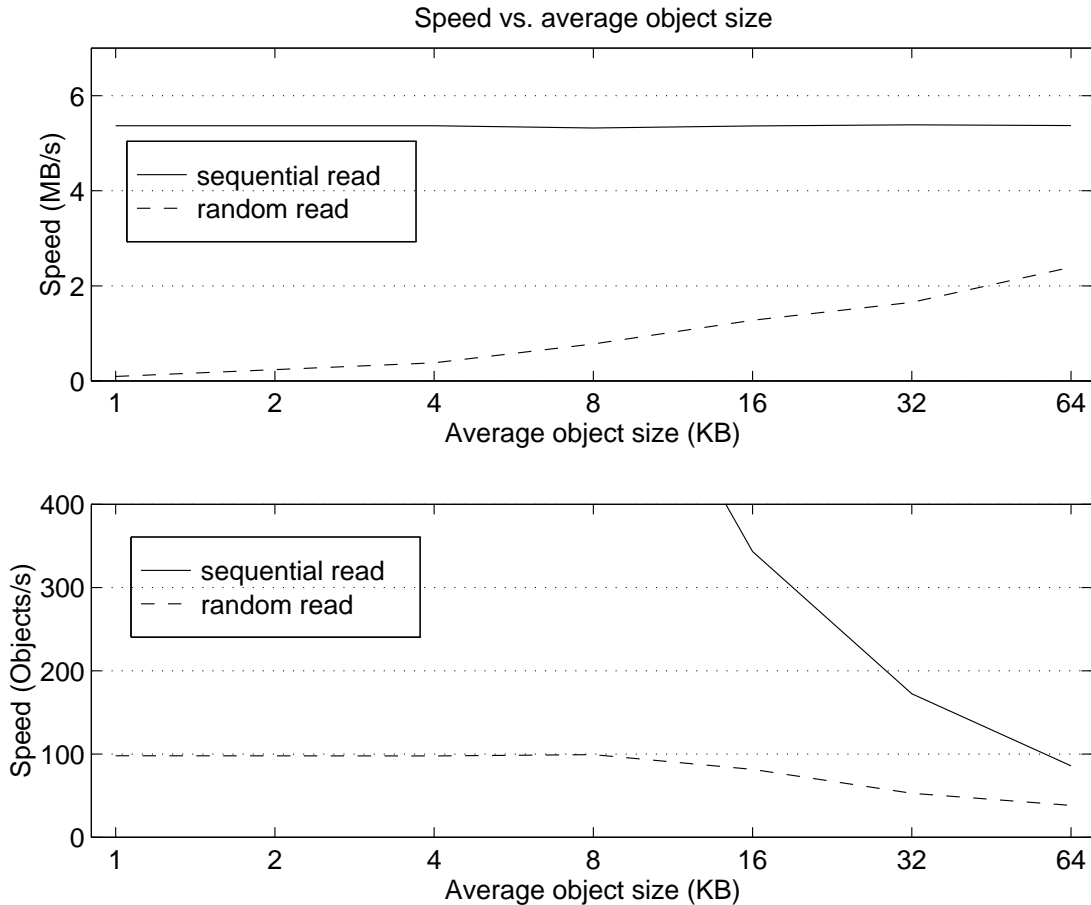 Speed vs. average object size
6
4
2
0
Speed (MB/s)
sequential read
random read
1 2 4 8 16 32 64
Average object size (KB)
400
300
200
100
0
Speed (Objects/s)
sequential read
random read
1 2 4 8 16 32 64
Average object size (KB)